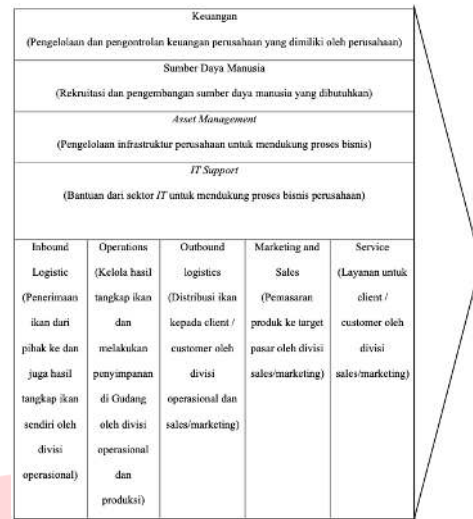 Keuangan
(Pengelolaan dan pengontrolan keuangan perusahaan yang dimiliki oleh perusahaan)
Sumber Daya Manusia
(Rekruitasi dan pengembangan sumber daya manusia yang dibutuhkan)
Asset Management
(Pengelolaan infrastruktur perusahaan untuk mendukung proses bisnis)
IT Support
(Bantuan dari sektor IT untuk mendukung proses bisnis perusahaan)
Inbound
Logistic
(Penerimaan
ikan dari
pihak ke dan
juga hasil
tangkap ikan
sendiri oleh
divisi
operasional)
Operations
(Kelola hasil
tangkap ikan
dan
melakukan
penyimpanan
di Gudang
oleh divisi
operasional
dan
produksi)
Outbound
logistics
(Distribusi ikan
kepada client /
customer oleh
divisi
operasional dan
sales/marketing)
Marketing and
Sales
(Pemasaran
produk ke target
pasar oleh divisi
sales/marketing)
Service
(Layanan untuk
client /
customer oleh
divisi
sales/marketing)